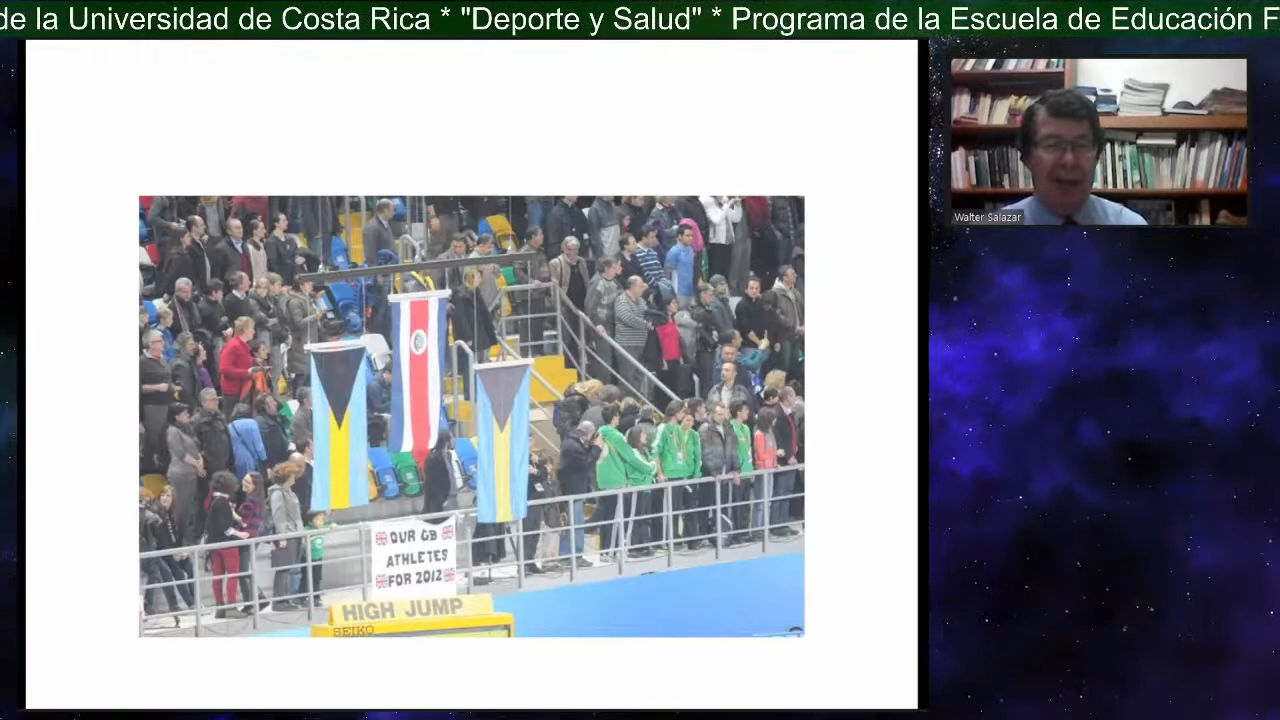 de la Universidad de Costa Rica * "Deporte y Salud" * Programa de la Escuela de Educación F
Walter Salazar
OUR GB
ATHLETES
FOR 2012
HIGH JUMP
SEIKO